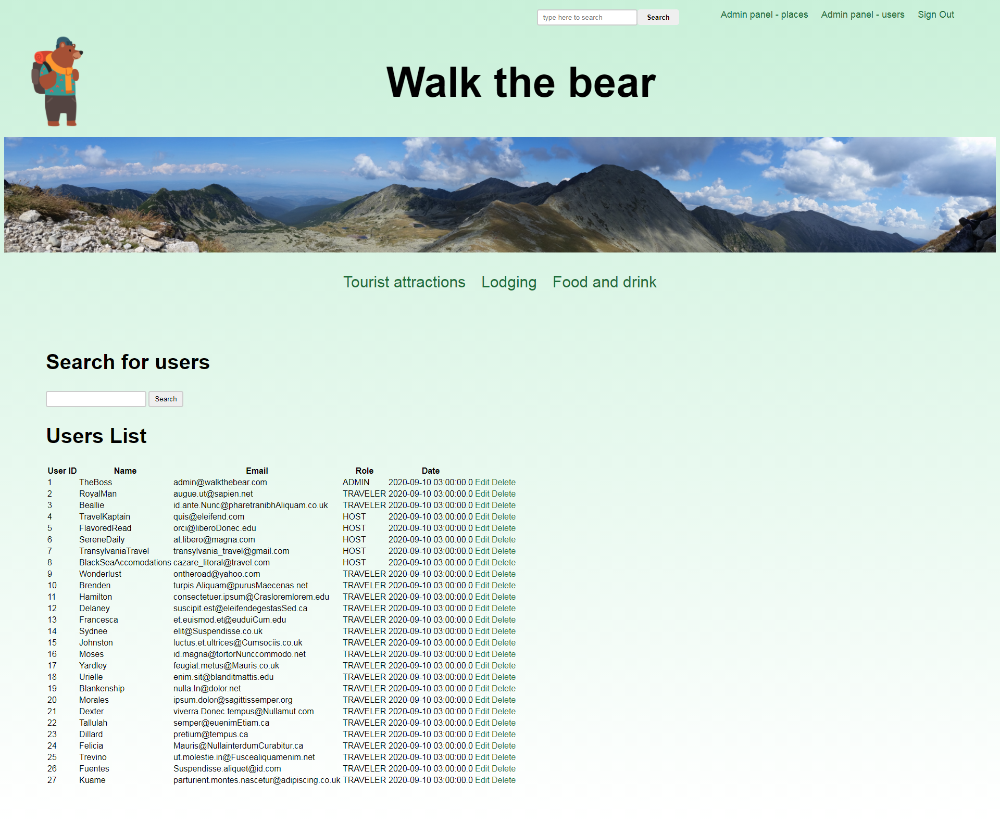 type here to search Search Admin panel - places Admin panel - users Sign Out
Walk the bear
Tourist attractions Lodging Food and drink
Search for users
Search
Users List
User ID Name Email Role Date
1 TheBoss admin@walkthebear.com ADMIN 2020-09-10 03:00:00.0 Edit Delete
2 RoyalMan augue.ut@sapien.net TRAVELER 2020-09-10 03:00:00.0 Edit Delete
3 Beallie id.ante.Nunc@pharetranibhAliquam.co.uk TRAVELER 2020-09-10 03:00:00.0 Edit Delete
4 TravelKaptain quis@eleifend.com HOST 2020-09-10 03:00:00.0 Edit Delete
5 FlavoredRead orci@liberoDonec.edu HOST 2020-09-10 03:00:00.0 Edit Delete
6 SereneDaily at.libero@magna.com HOST 2020-09-10 03:00:00.0 Edit Delete
7 TransylvaniaTravel transylvania_travel@gmail.com HOST 2020-09-10 03:00:00.0 Edit Delete
8 BlackSeaAccomodations cazare_litoral@travel.com HOST 2020-09-10 03:00:00.0 Edit Delete
9 Wonderlust ontheroad@yahoo.com TRAVELER 2020-09-10 03:00:00.0 Edit Delete
10 Brenden turpis.Aliquam@purusMaecenas.net TRAVELER 2020-09-10 03:00:00.0 Edit Delete
11 Hamilton consectetuer.ipsum@Crasloremlorem.edu TRAVELER 2020-09-10 03:00:00.0 Edit Delete
12 Delaney suscipit.est@eleifendegestasSed.ca TRAVELER 2020-09-10 03:00:00.0 Edit Delete
13 Francesca et.euismod.et@euduiCum.edu TRAVELER 2020-09-10 03:00:00.0 Edit Delete
14 Sydnee elit@Suspendisse.co.uk TRAVELER 2020-09-10 03:00:00.0 Edit Delete
15 Johnston luctus.et.ultrices@Cumsociis.co.uk TRAVELER 2020-09-10 03:00:00.0 Edit Delete
16 Moses id.magna@tortorNunccommodo.net TRAVELER 2020-09-10 03:00:00.0 Edit Delete
17 Yardley feugiat.metus@Mauris.co.uk TRAVELER 2020-09-10 03:00:00.0 Edit Delete
18 Urielle enim.sit@blanditmattis.edu TRAVELER 2020-09-10 03:00:00.0 Edit Delete
19 Blankenship nulla.In@dolor.net TRAVELER 2020-09-10 03:00:00.0 Edit Delete
20 Morales ipsum.dolor@sagittissemper.org TRAVELER 2020-09-10 03:00:00.0 Edit Delete
21 Dexter viverra.Donec.tempus@Nullamut.com TRAVELER 2020-09-10 03:00:00.0 Edit Delete
22 Tallulah semper@euenimEtiam.ca TRAVELER 2020-09-10 03:00:00.0 Edit Delete
23 Dillard pretium@tempus.ca TRAVELER 2020-09-10 03:00:00.0 Edit Delete
24 Felicia Mauris@NullainterdumCurabitur.ca TRAVELER 2020-09-10 03:00:00.0 Edit Delete
25 Trevino ut.molestie.in@Fuscealiquamenim.net TRAVELER 2020-09-10 03:00:00.0 Edit Delete
26 Fuentes Suspendisse.aliquet@id.com TRAVELER 2020-09-10 03:00:00.0 Edit Delete
27 Kuame parturient.montes.nascetur@adipiscing.co.uk TRAVELER 2020-09-10 03:00:00.0 Edit Delete